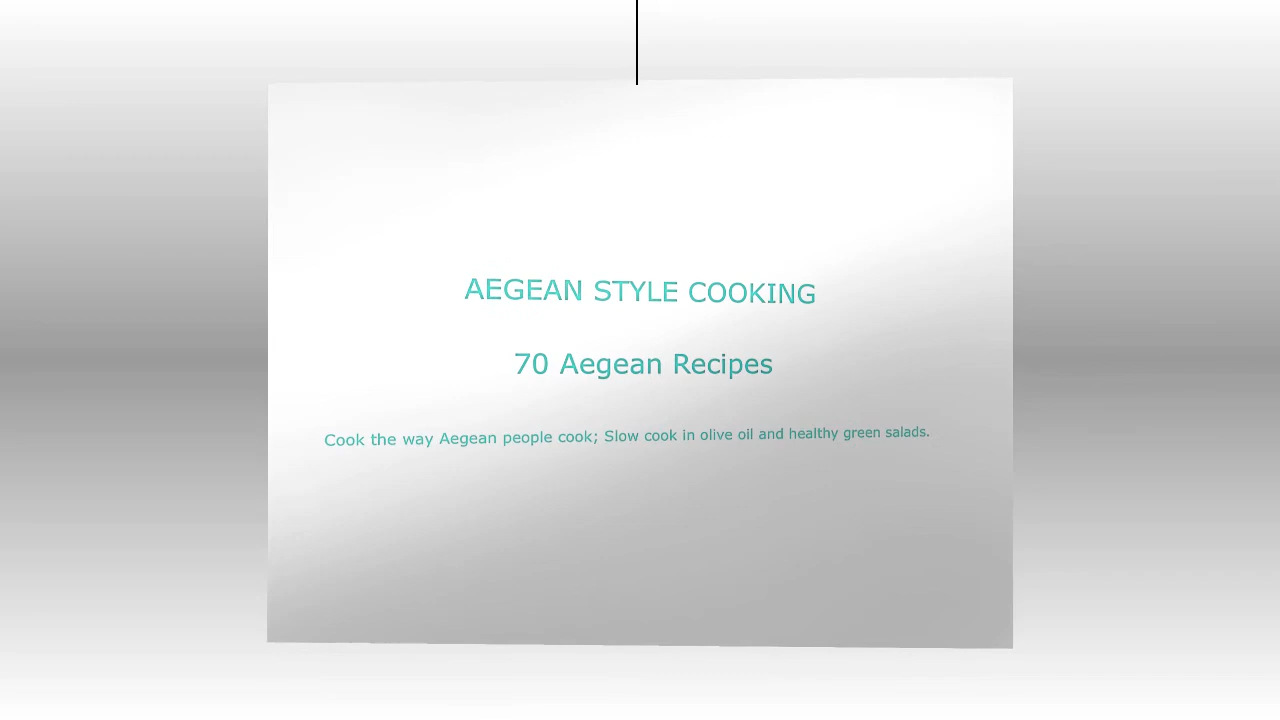 AEGEAN STYLE COOKING
70 Aegean Recipes
Cook the way Aegean people cook; Slow cook in olive oil and healthy green salads.